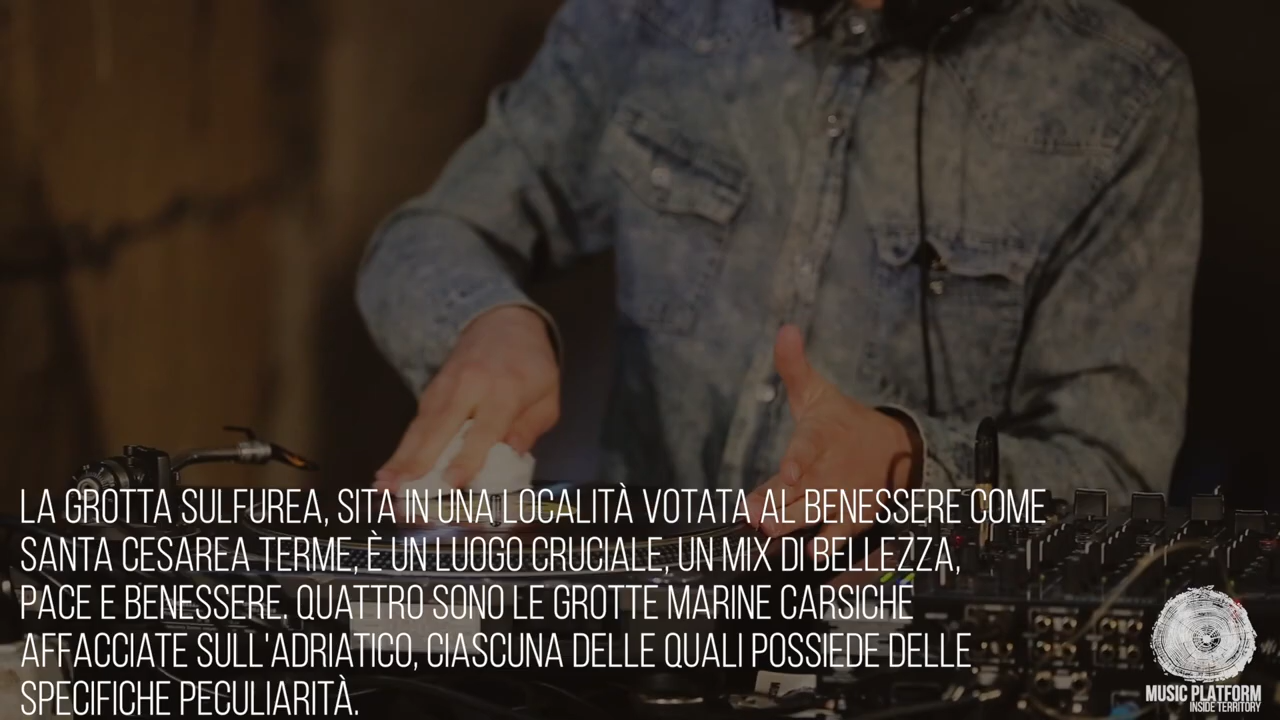 LA GROTTA SULFUREA, SITA IN UNA LOCALITÀ VOTATA AL BENESSERE COME
SANTA CESAREA TERME, È UN LUOGO CRUCIALE, UN MIX DI BELLEZZA,
PACE E BENESSERE. QUATTRO SONO LE GROTTE MARINE CARSICHE
AFFACCIATE SULL'ADRIATICO, CIASCUNA DELLE QUALI POSSIEDE DELLE
SPECIFICHE PECULIARITÀ.
MUSIC PLATFORM
INSIDE TERRITORY